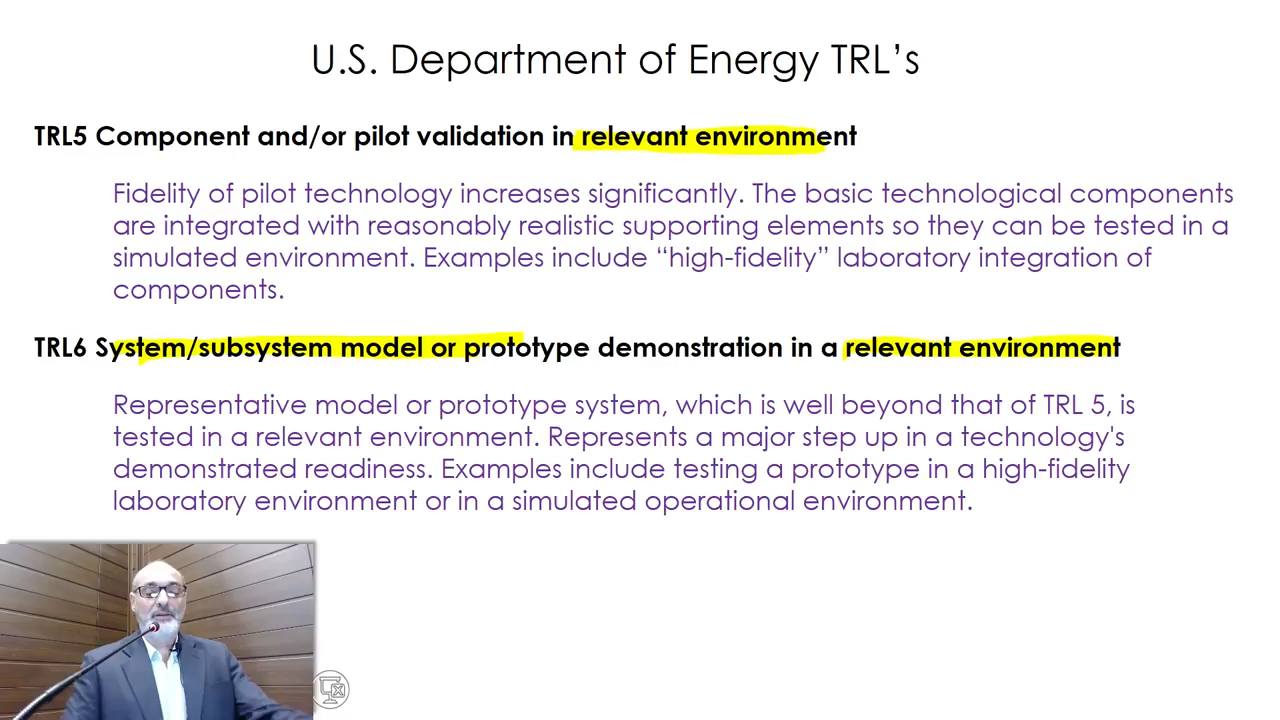 U.S. Department of Energy TRL’s
TRL5 Component and/or pilot validation in relevant environment
Fidelity of pilot technology increases significantly. The basic technological components
are integrated with reasonably realistic supporting elements so they can be tested in a
simulated environment. Examples include “high-fidelity” laboratory integration of
components.
TRL6 System/subsystem model or prototype demonstration in a relevant environment
Representative model or prototype system, which is well beyond that of TRL 5, is
tested in a relevant environment. Represents a major step up in a technology's
demonstrated readiness. Examples include testing a prototype in a high-fidelity
laboratory environment or in a simulated operational environment.